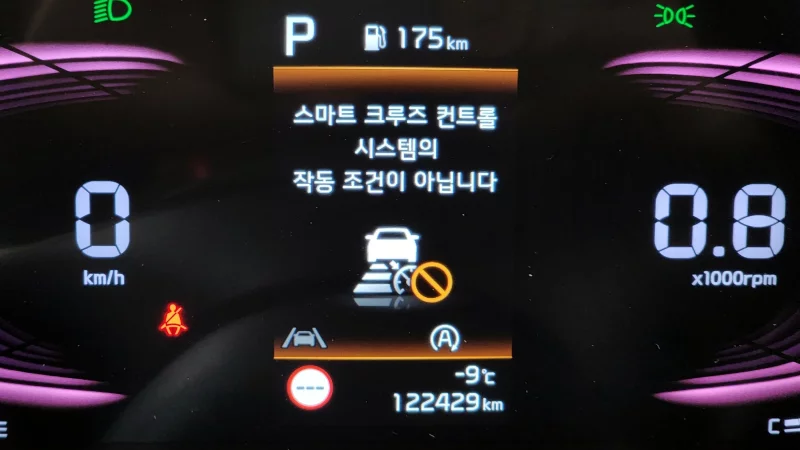 P 175km
스마트 크루즈 컨트롤
시스템의
작동 조건이 아닙니다
0
km/h
0.8
x1000rpm
A
---
-9℃
122429km
C